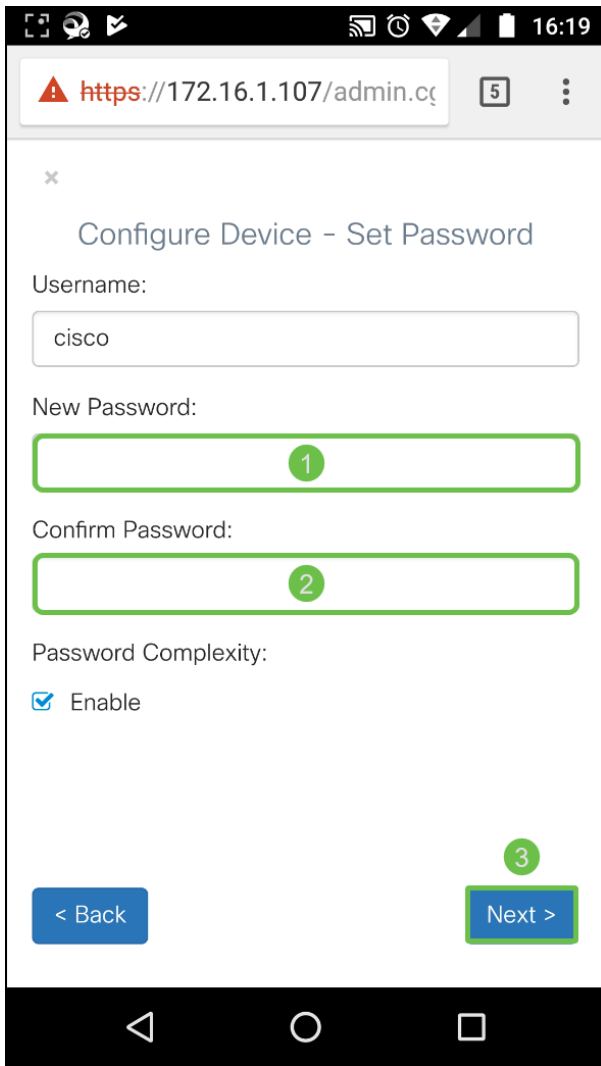 16:19
https://172.16.1.107/admin.cg
5
×
Configure Device - Set Password
Username:
cisco
New Password:
1
Confirm Password:
2
Password Complexity:
Enable
3
< Back
Next >